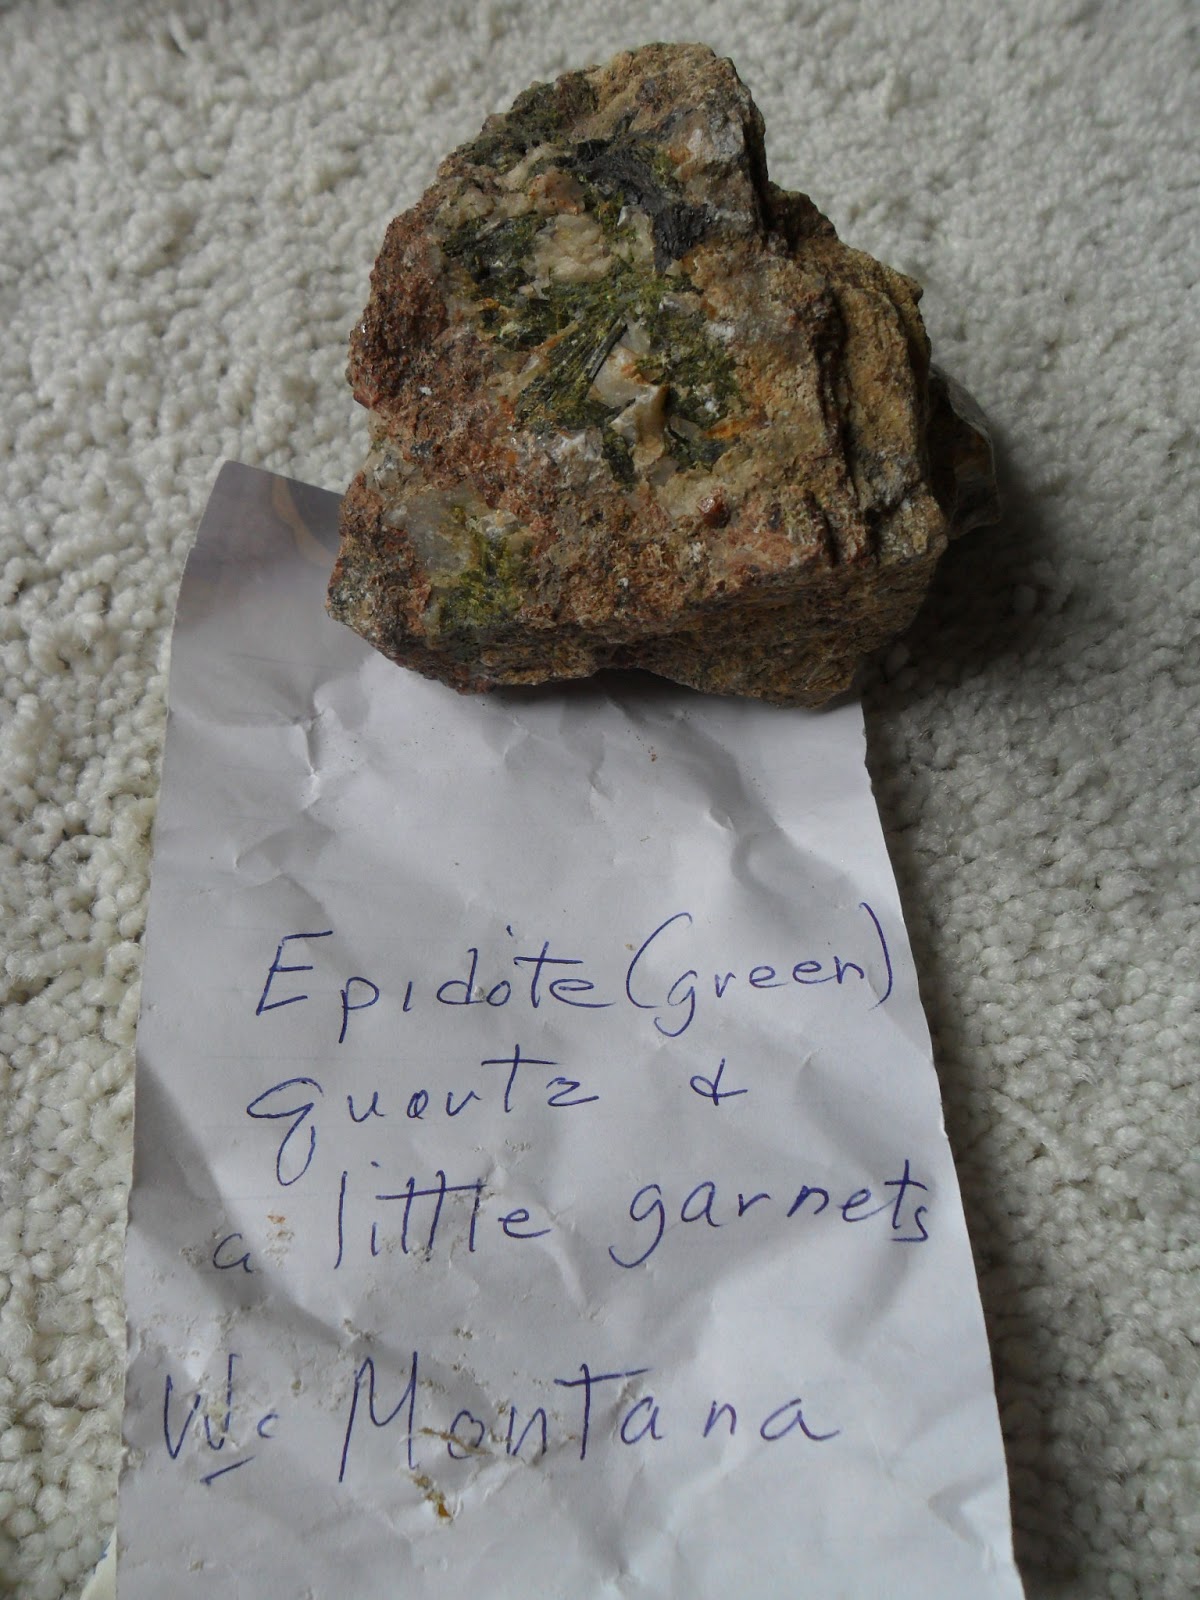 Epidote (green)
quartz &
a little garnets
W. Montana